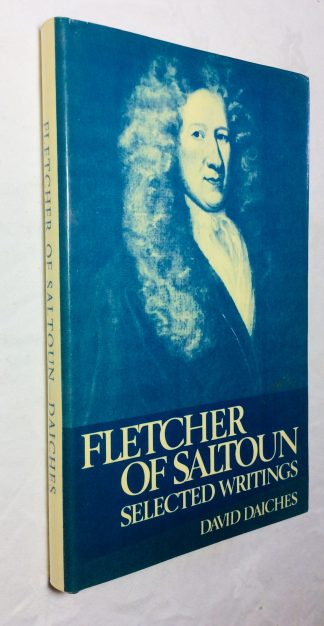 FLETCHER
OF SALTOUN
SELECTED WRITINGS
DAVID DAICHES
FLETCHER OF SALTOUN DAICHES